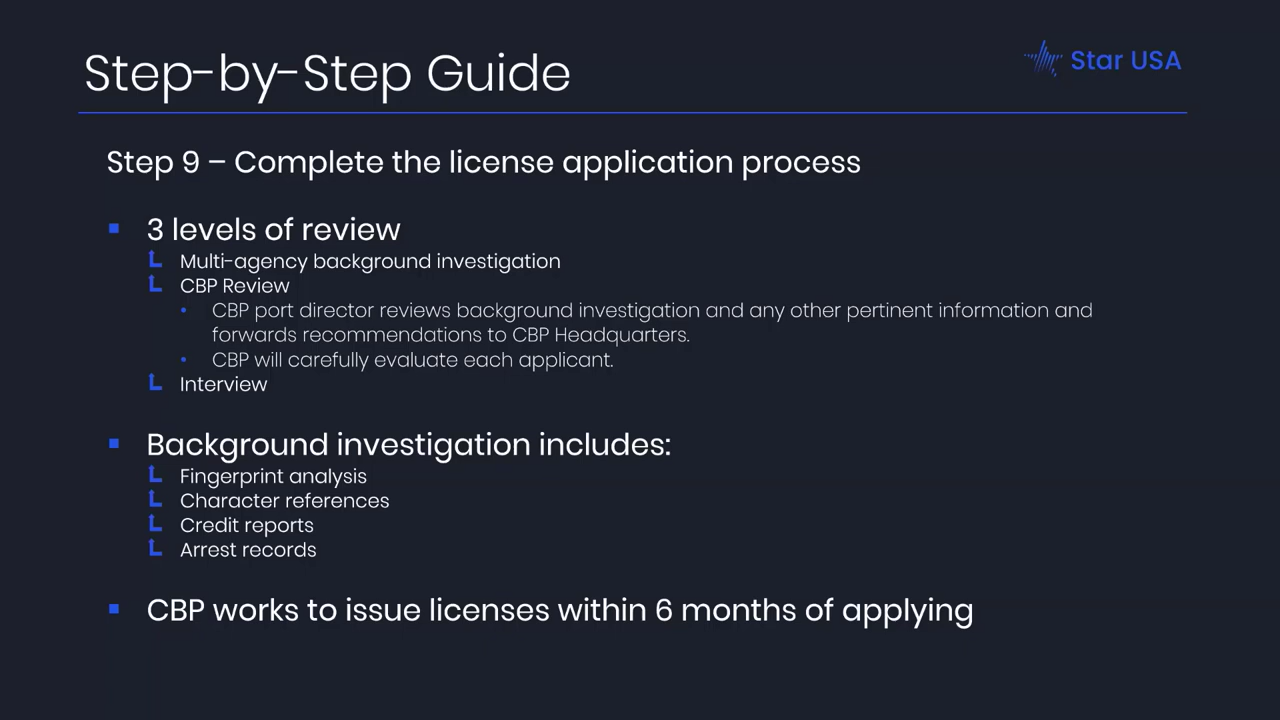 Step-by-Step Guide
Star USA
Step 9 – Complete the license application process
3 levels of review
Multi-agency background investigation
CBP Review
CBP port director reviews background investigation and any other pertinent information and
forwards recommendations to CBP Headquarters.
CBP will carefully evaluate each applicant.
Interview
Background investigation includes:
Fingerprint analysis
Character references
Credit reports
Arrest records
CBP works to issue licenses within 6 months of applying